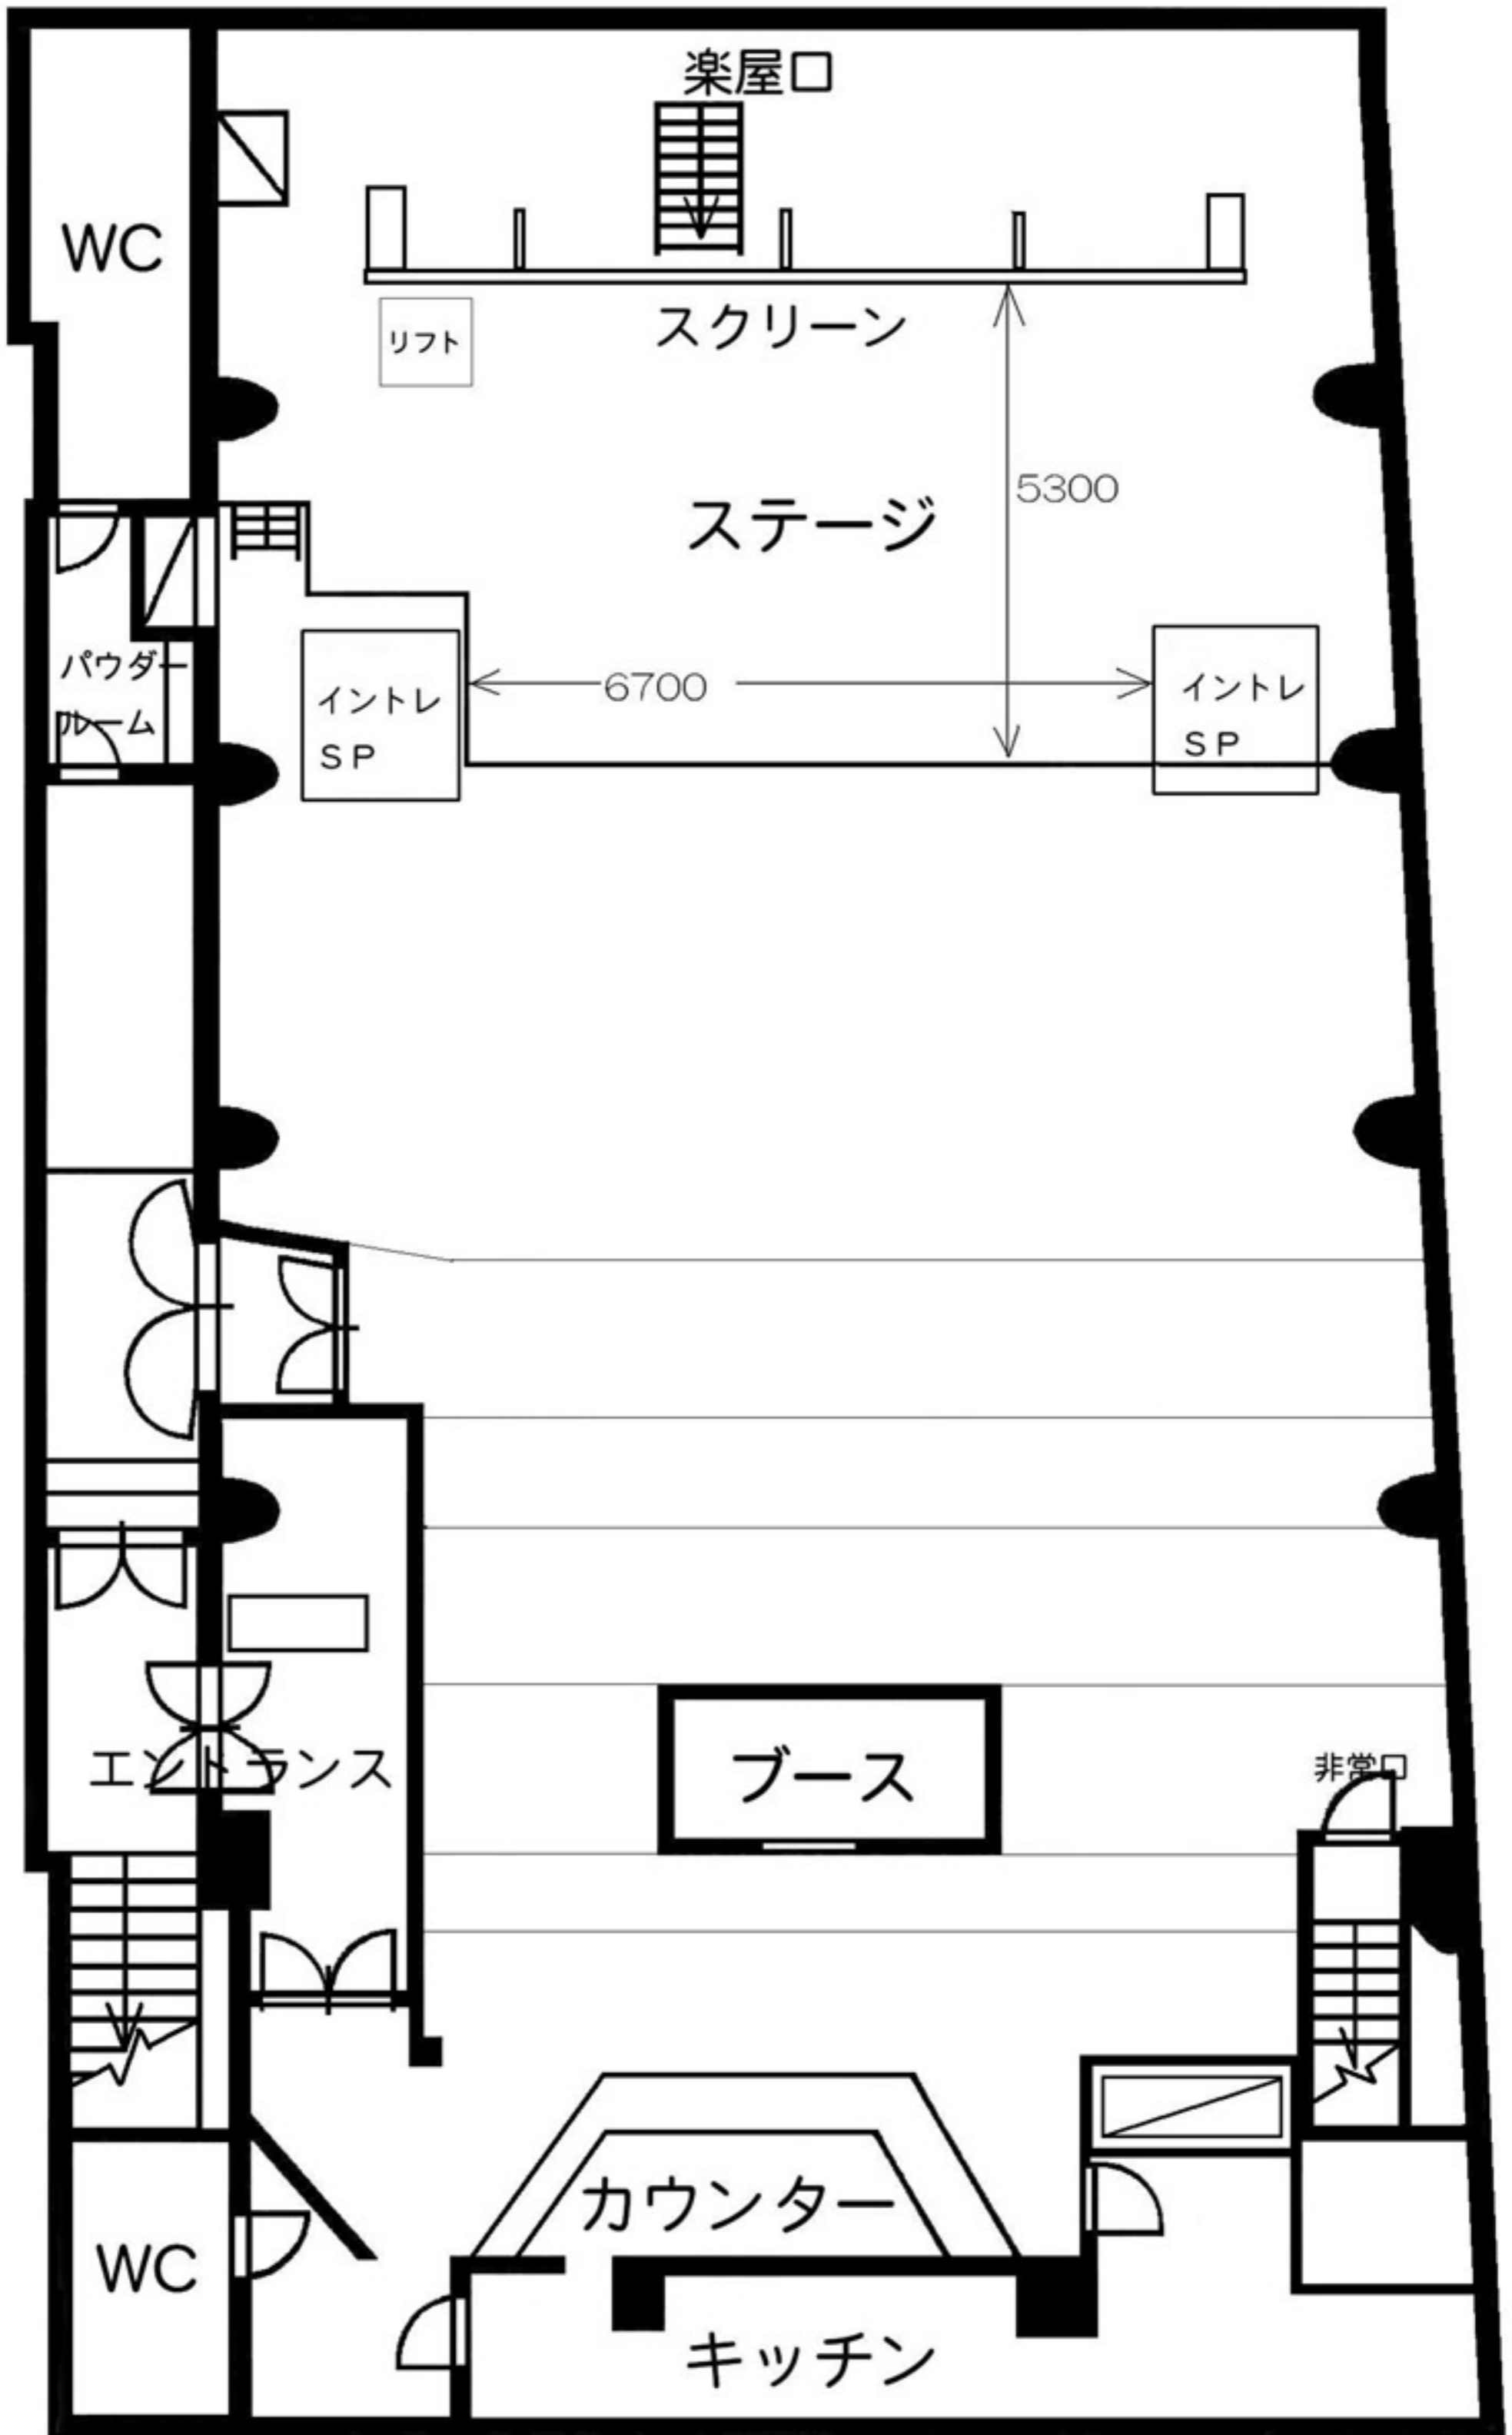 楽屋口
WC
スクリーン
リフト
ステージ
5300
パウダー
ルーム
6700
イントレ
SP
イントレ
SP
エントランス
ブース
非常口
カウンター
WC
キッチン